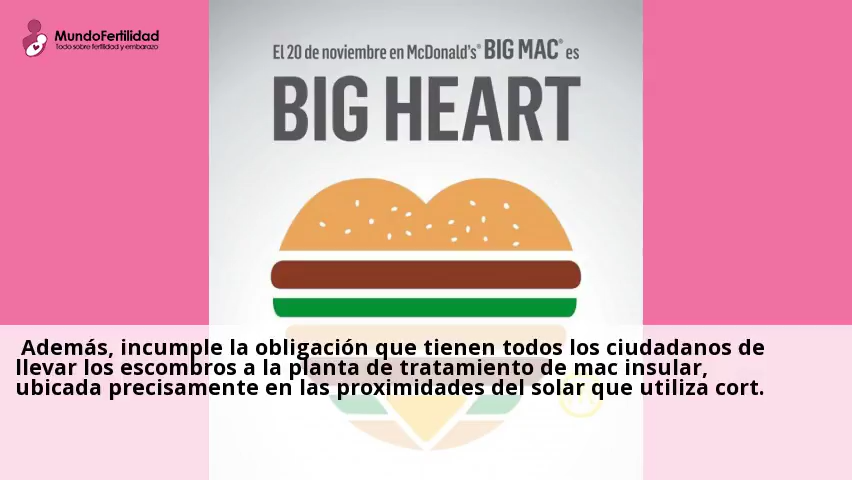 MundoFertilidad
Todo sobre fertilidad y embarazo
El 20 de noviembre en McDonald's® BIG MAC® es
BIG HEART
Además, incumple la obligación que tienen todos los ciudadanos de
llevar los escombros a la planta de tratamiento de mac insular,
ubicada precisamente en las proximidades del solar que utiliza cort.